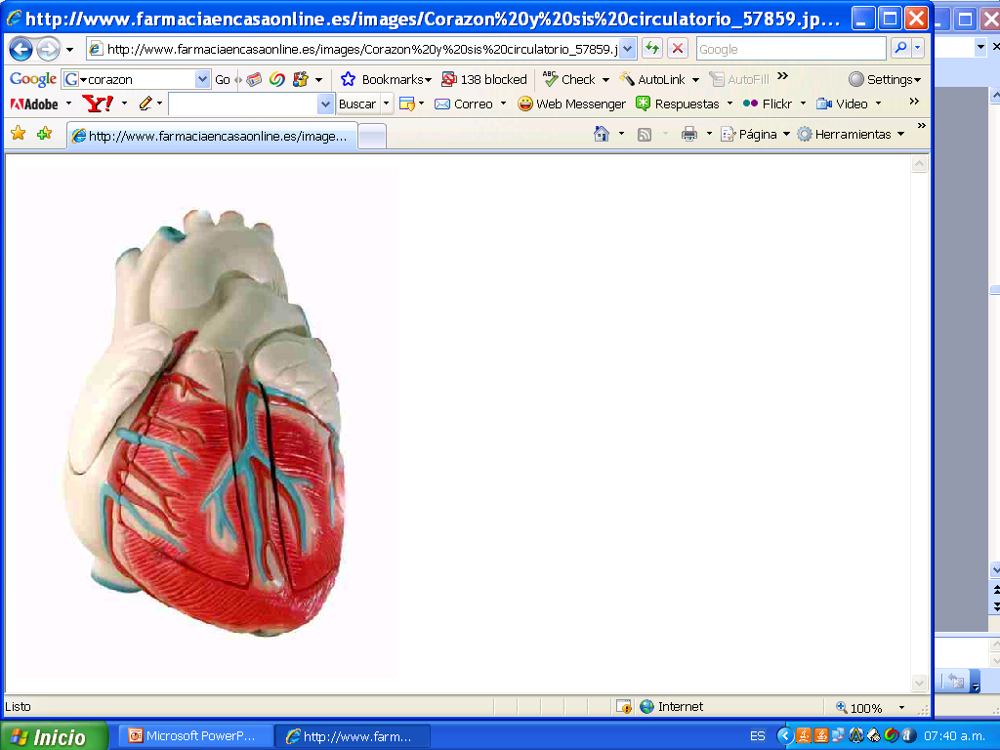 http://www.farmaciaencasaonline.es/images/Corazon%20y%20sis%20circulatorio_57859.jp...
http://www.farmaciaencasaonline.es/images/Corazon%20y%20sis%20circulatorio_57859.j
Google
Google G corazon Go Bookmarks 138 blocked ABC Check AutoLink AutoFill » Settings
Adobe Y! Buscar Correo Web Messenger Respuestas Flickr Video »
http://www.farmaciaencasaonline.es/image... Página Herramientas »
Listo Internet 100%
Inicio Microsoft PowerP... http://www.farm... ES 07:40 a.m.